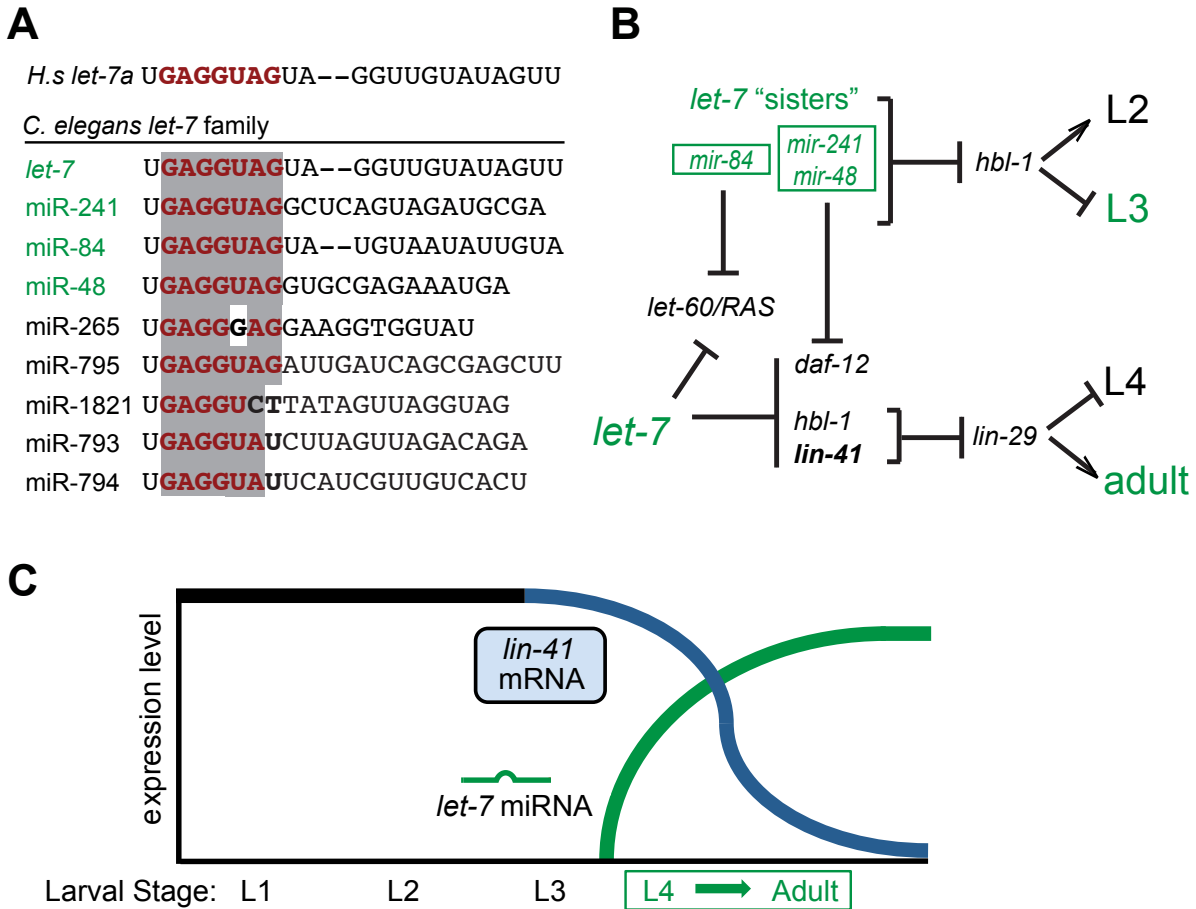 A
H.s let-7a UGAGGUAGUA--GGUUGUAUAGUU
C. elegans let-7 family
let-7 UGAGGUAGUA--GGUUGUAUAGUU
miR-241 UGAGGUAGGCUCAGUAGAUGCGA
miR-84 UGAGGUAGUA--UGUAAUAUUGUA
miR-48 UGAGGUAGGUGCGAGAAAUGA
miR-265 UGAGGGAGGAAGGTGGUAU
miR-795 UGAGGUAGAUUGAUCAGCGAGCUU
miR-1821 UGAGGUCTTATAGUUAGGUAG
miR-793 UGAGGUAUCUUAGUUAGACAGA
miR-794 UGAGGUAUUCAUCGUUGUCACU
B
let-7 “sisters”
mir-84
mir-241
mir-48
hbl-1
L2
L3
let-60/RAS
let-7
daf-12
hbl-1
lin-41
lin-29
L4
adult
C
expression level
lin-41
mRNA
let-7 miRNA
Larval Stage: L1 L2 L3 L4 Adult